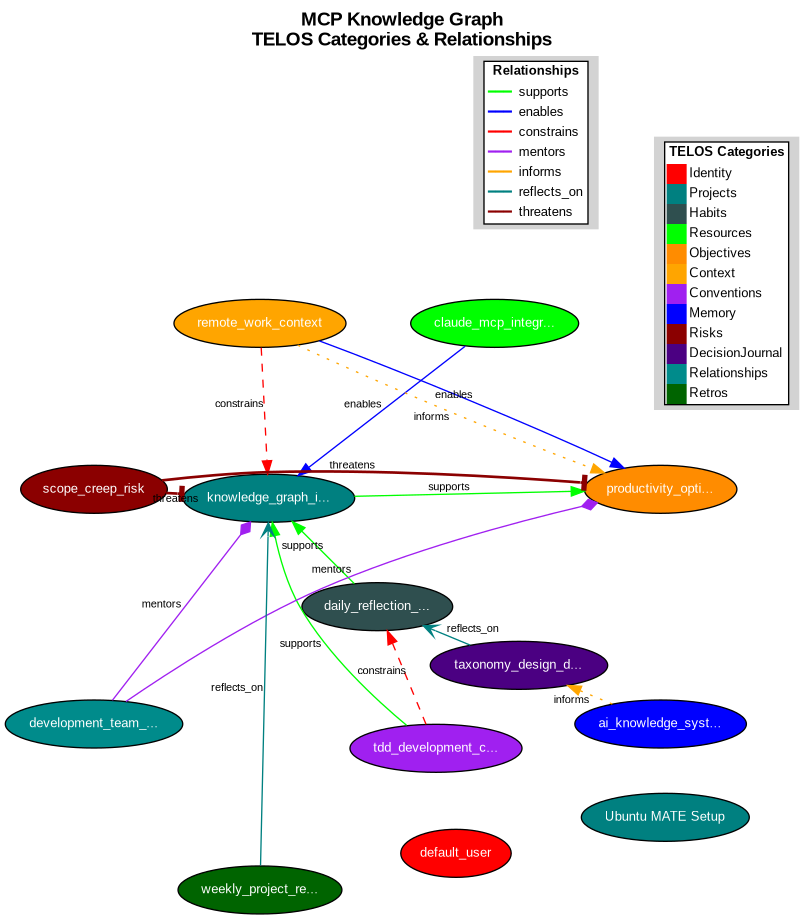 MCP Knowledge Graph
TELOS Categories & Relationships
Relationships
supports
enables
constrains
mentors
informs
reflects_on
threatens
TELOS Categories
Identity
Projects
Habits
Resources
Objectives
Context
Conventions
Memory
Risks
DecisionJournal
Relationships
Retros
remote_work_context
claude_mcp_integr...
constrains
enables
enables
informs
threatens
scope_creep_risk
threatens
knowledge_graph_i...
supports
productivity_opti...
supports
mentors
mentors
daily_reflection_...
reflects_on
supports
constrains
taxonomy_design_d...
reflects_on
informs
development_team_...
tdd_development_c...
ai_knowledge_syst...
Ubuntu MATE Setup
default_user
weekly_project_re...